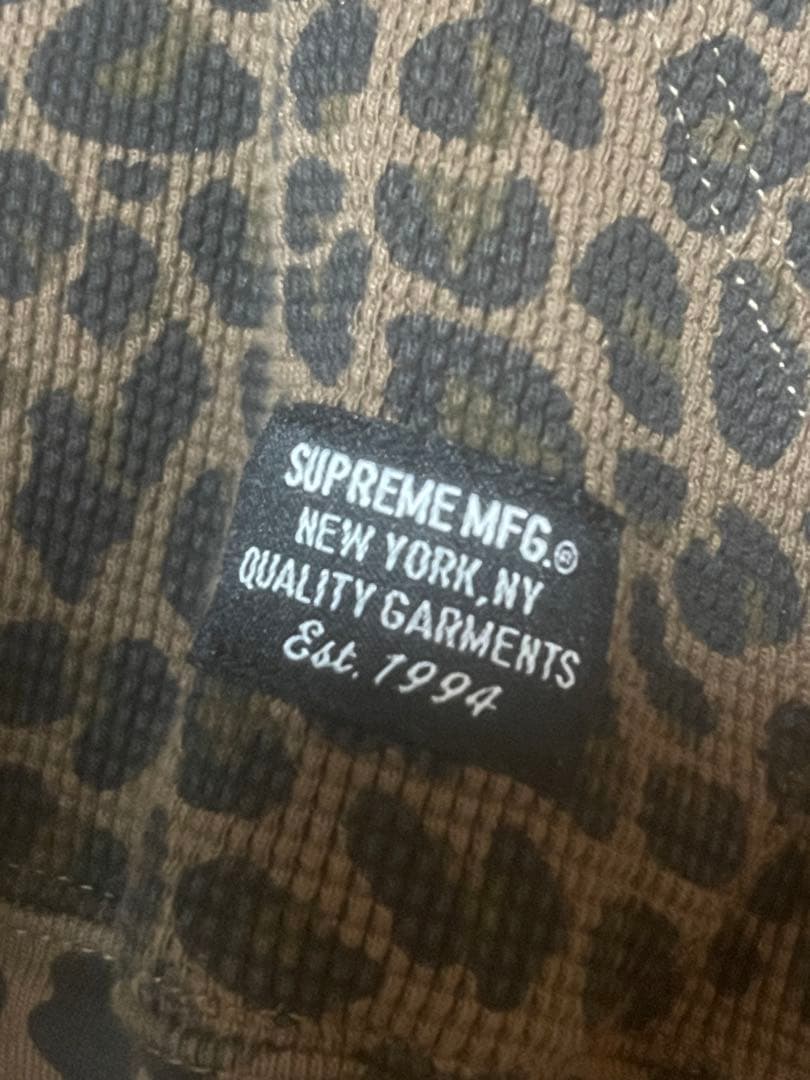 SUPREME MFG.®
NEW YORK, NY
QUALITY GARMENTS
Est. 1994